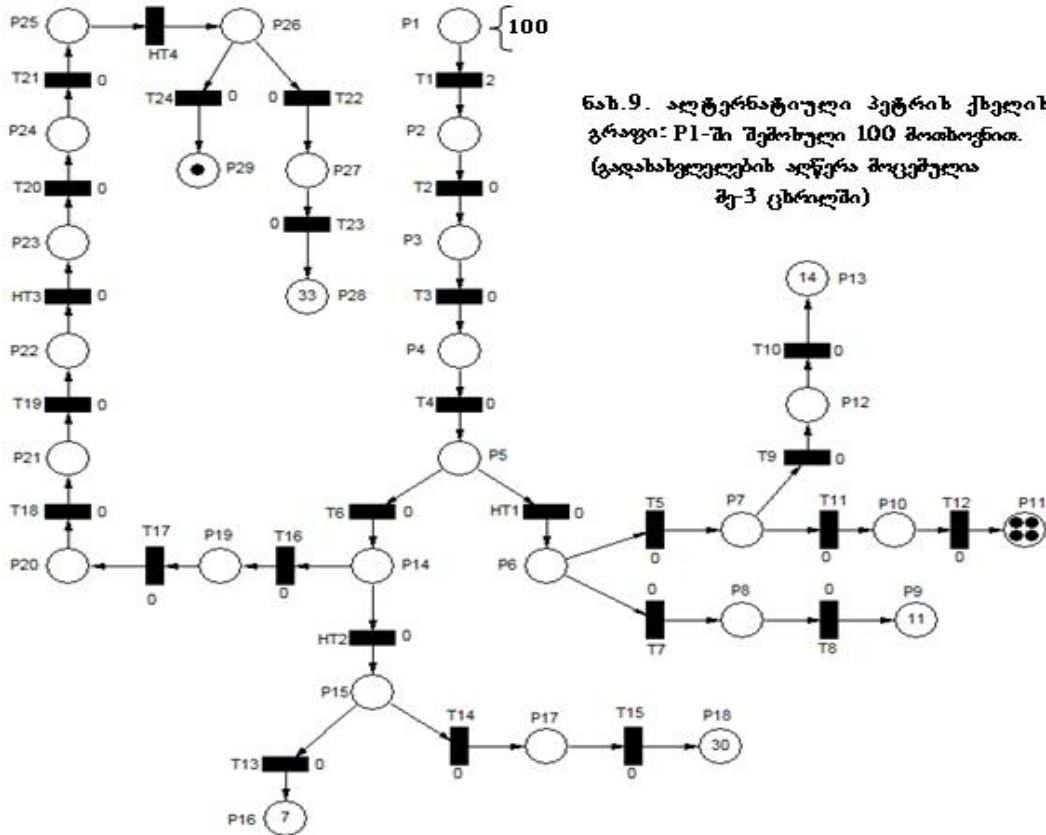 P25
HT4
P26
P1
100
T21 0
T24 0
0 T22
T1 2
ნახ.9. ალტერნატიული პეტრის ქსელის
გრაფი: P1-ში შემოსული 100 მოთხოვნით.
(გადასასვლელების აღწერა მოცემულია
მე-3 ცხრილში)
P24
P2
P29
P27
T20 0
T2 0
0 T23
P23
P3
33 P28
14 P13
HT3 0
T3 0
P22
P4
T10 0
T19 0
T4 0
P12
P21
P5
T9 0
T18 0
T6 0
HT1 0
T5
P7
T11
P10
T12
P11
T17
P19
T16
P20
P14
P6
0
0
0
0
0
0
0
P8
0
P9
HT2 0
11
T7
T8
P15
T14
P17
T15
P18
30
T13 0
0
0
P16 7